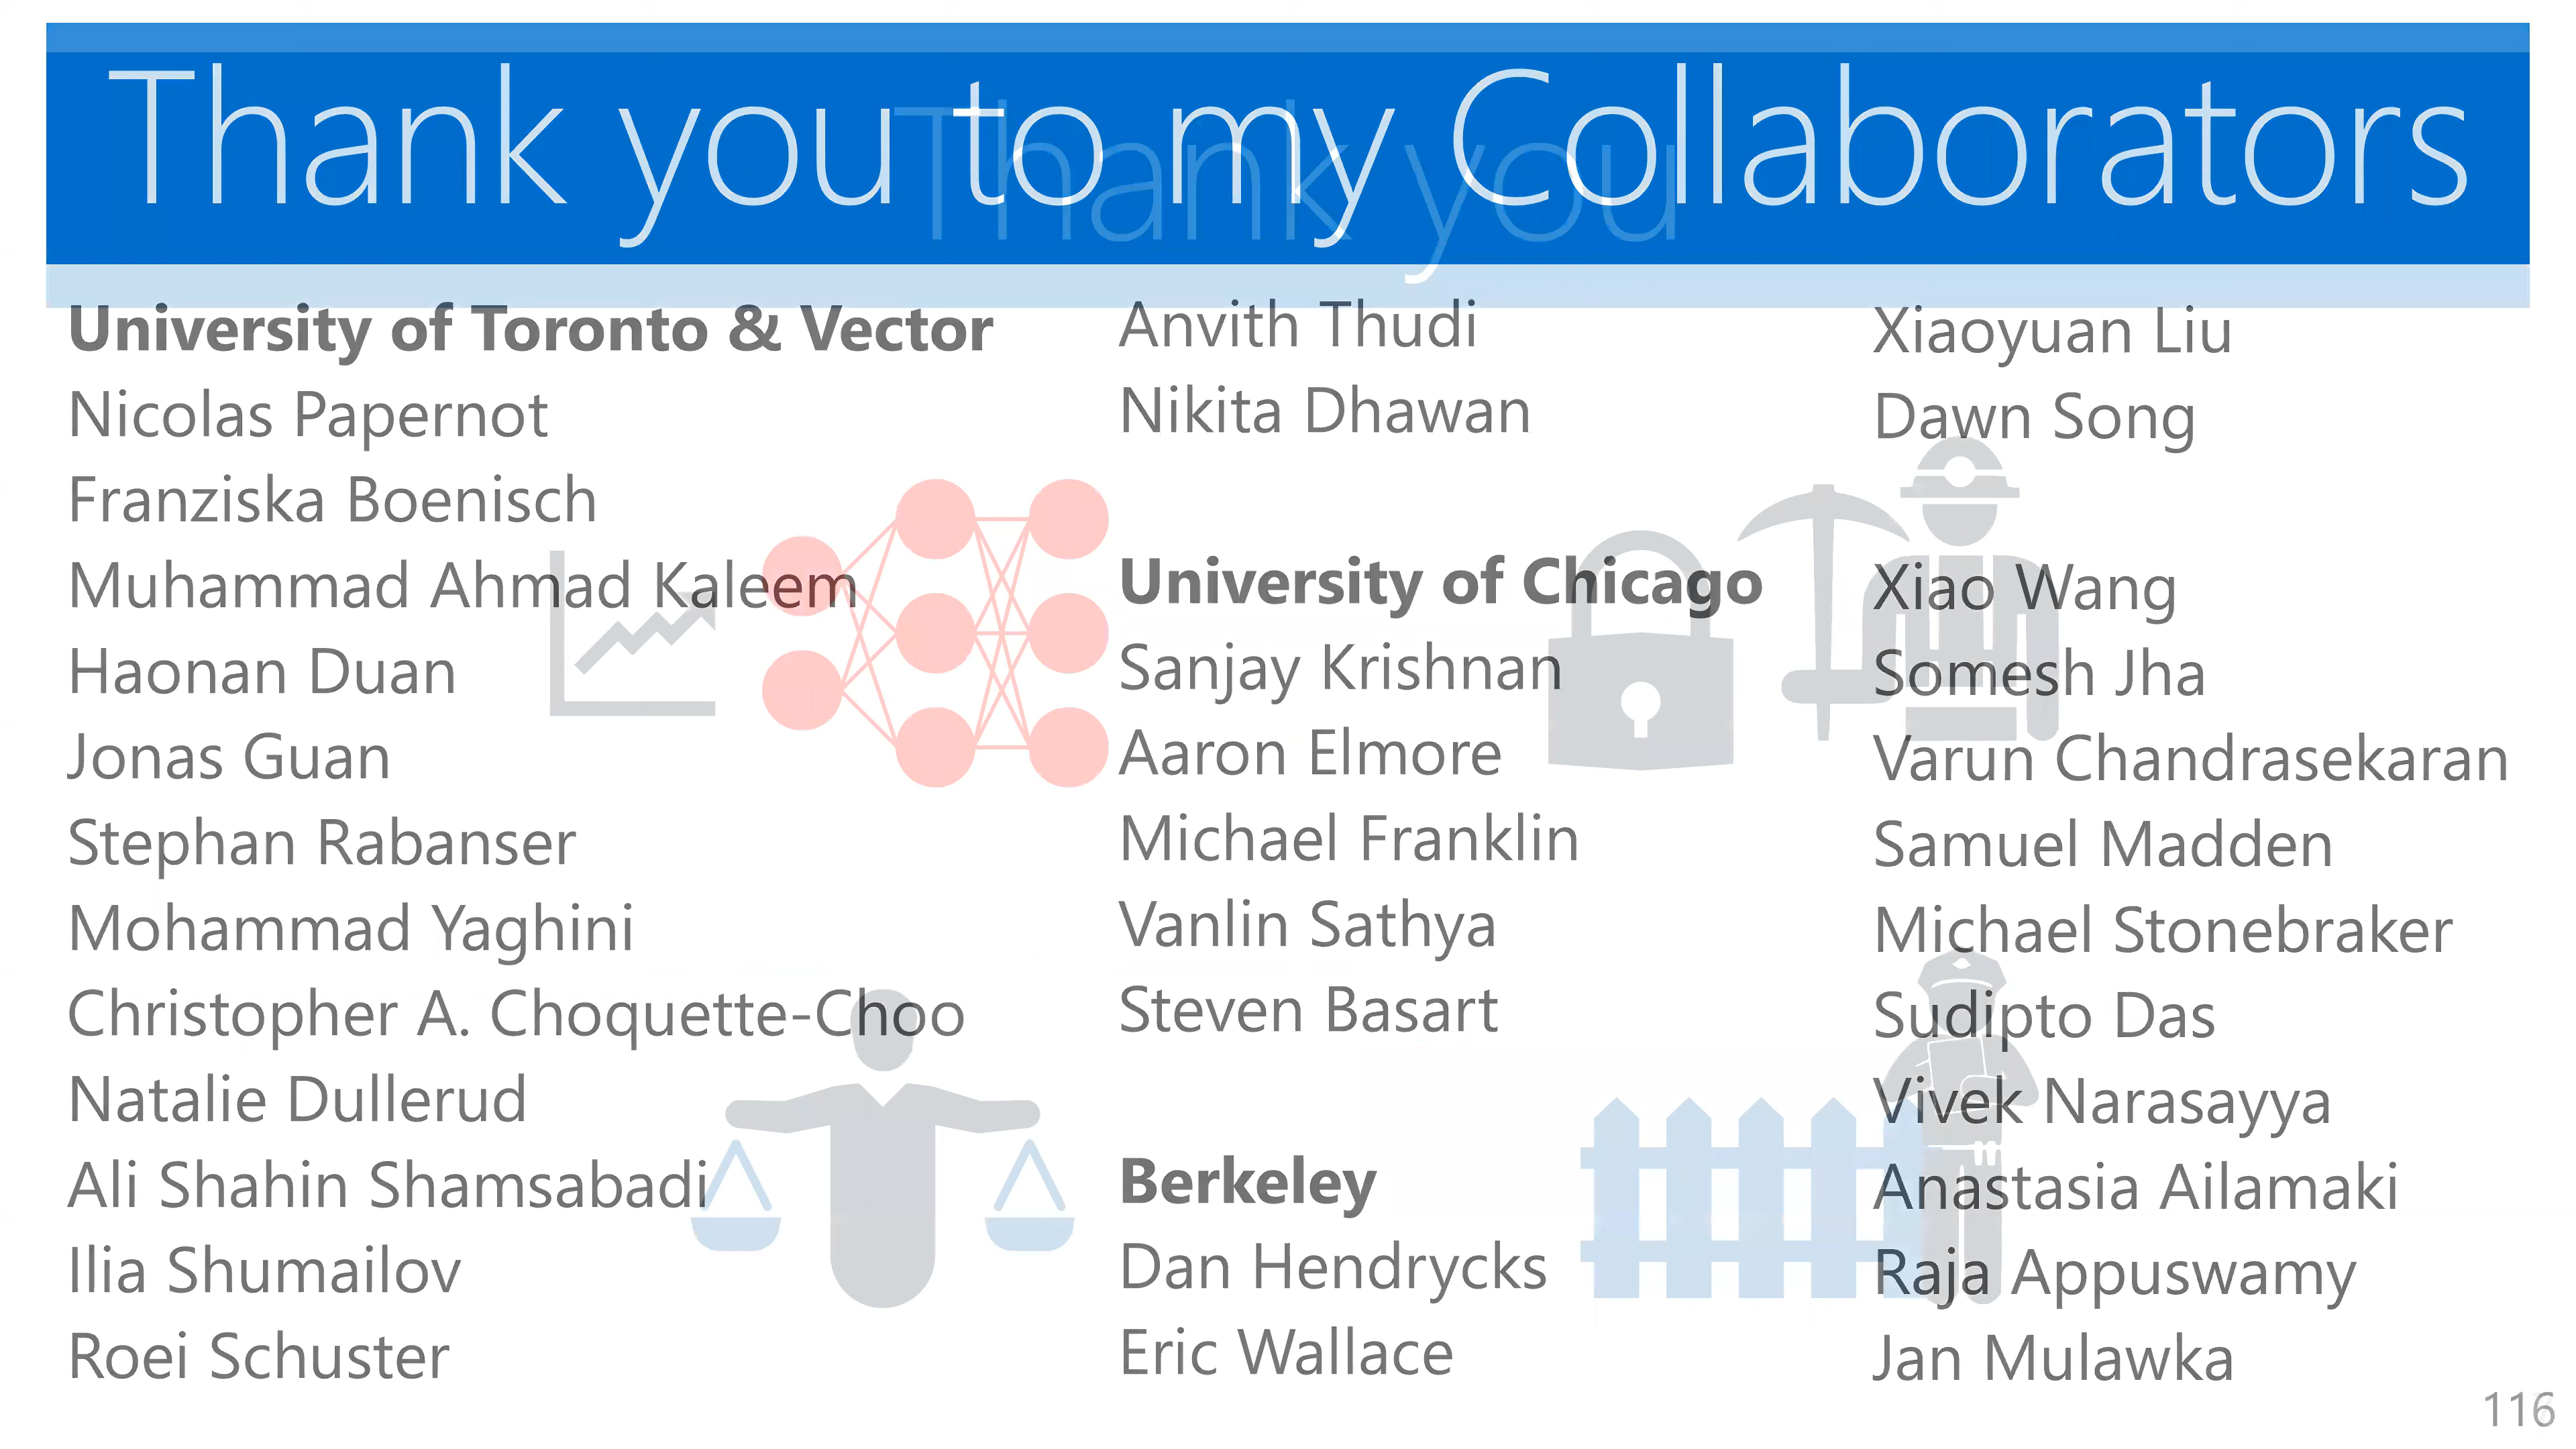 Thank you to my Collaborators
Thank you
University of Toronto & Vector
Nicolas Papernot
Franziska Boenisch
Muhammad Ahmad Kaleem
Haonan Duan
Jonas Guan
Stephan Rabanser
Mohammad Yaghini
Christopher A. Choquette-Choo
Natalie Dullerud
Ali Shahin Shamsabadi
Ilia Shumailov
Roei Schuster
Anvith Thudi
Nikita Dhawan
University of Chicago
Sanjay Krishnan
Aaron Elmore
Michael Franklin
Vanlin Sathya
Steven Basart
Berkeley
Dan Hendrycks
Eric Wallace
Xiaoyuan Liu
Dawn Song
Xiao Wang
Somesh Jha
Varun Chandrasekaran
Samuel Madden
Michael Stonebraker
Sudipto Das
Vivek Narasayya
Anastasia Ailamaki
Raja Appuswamy
Jan Mulawka
116